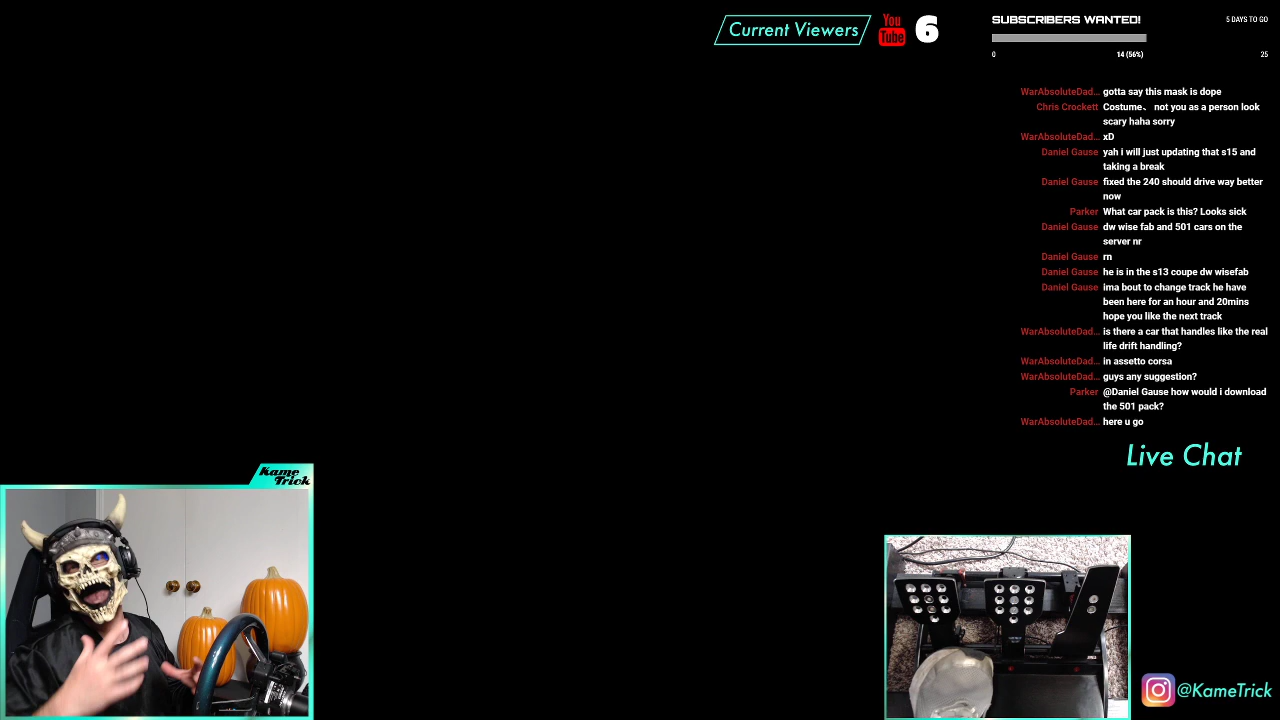 Current Viewers
You
Tube
6
SUBSCRIBERS WANTED!
5 DAYS TO GO
0
14 (56%)
25
WarAbsoluteDad... gotta say this mask is dope
Chris Crockett Costume、 not you as a person look
scary haha sorry
WarAbsoluteDad... xD
Daniel Gause yah i will just updating that s15 and
taking a break
Daniel Gause fixed the 240 should drive way better
now
Parker What car pack is this? Looks sick
Daniel Gause dw wise fab and 501 cars on the
server nr
Daniel Gause rn
Daniel Gause he is in the s13 coupe dw wisefab
Daniel Gause ima bout to change track he have
been here for an hour and 20mins
hope you like the next track
WarAbsoluteDad... is there a car that handles like the real
life drift handling?
WarAbsoluteDad... in assetto corsa
WarAbsoluteDad... guys any suggestion?
Parker @Daniel Gause how would i download
the 501 pack?
WarAbsoluteDad... here u go
Live Chat
Kame
Trick
@KameTrick